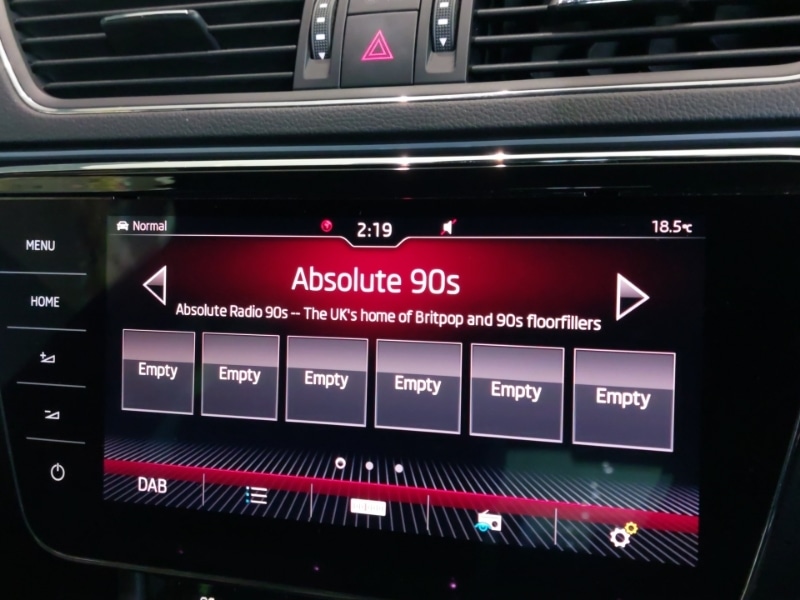 Normal 2:19 18.5°C
MENU
Absolute 90s
HOME
Absolute Radio 90s -- The UK's home of Britpop and 90s floorfillers
Empty Empty Empty Empty Empty Empty
DAB